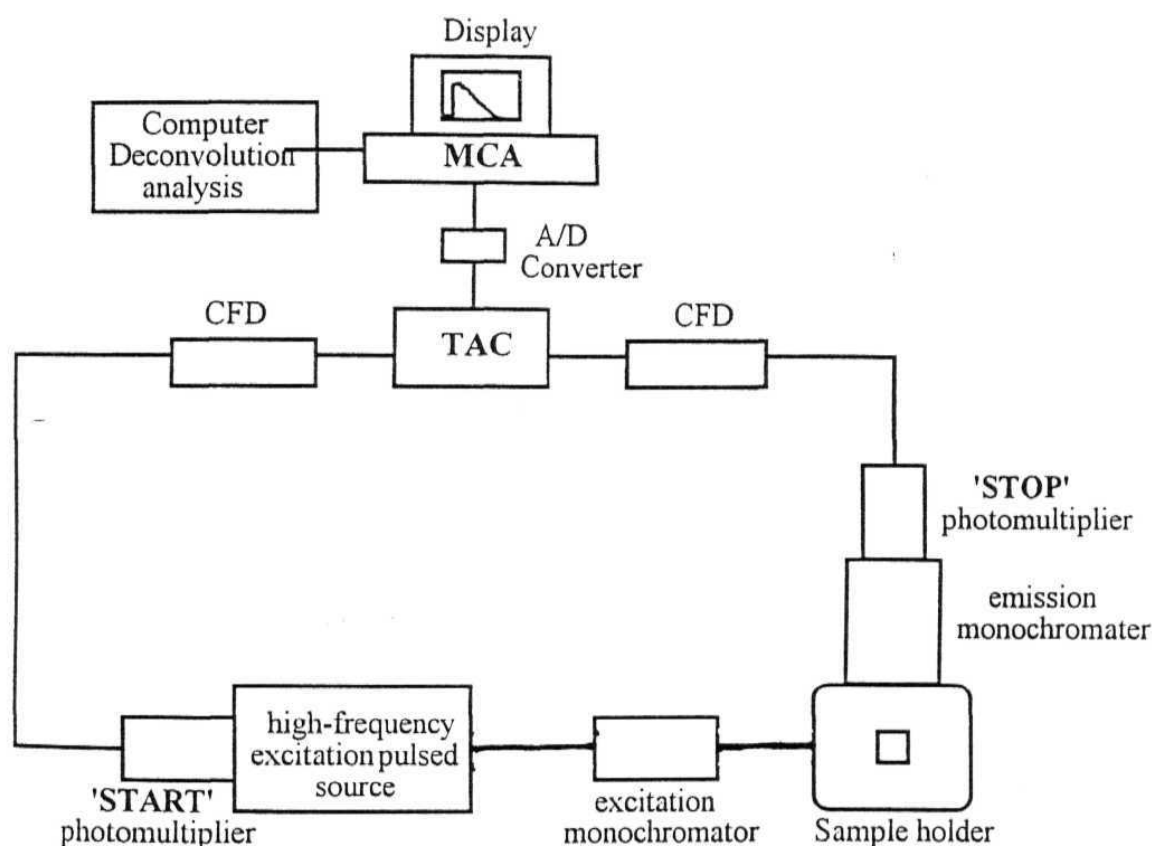 Display
Computer
Deconvolution
analysis
MCA
A/D
Converter
CFD
TAC
CFD
'STOP'
photomultiplier
emission
monochromater
high-frequency
excitation pulsed
source
'START'
photomultiplier
excitation
monochromator
Sample holder